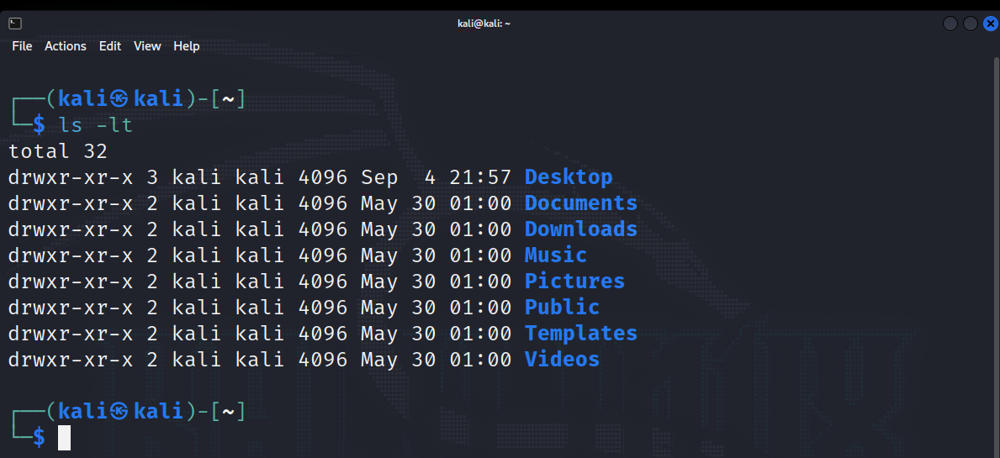 kali@kali: ~
File Actions Edit View Help
┌──(kali㉿kali)-[~]
└─$ ls -lt
total 32
drwxr-xr-x 3 kali kali 4096 Sep  4 21:57 Desktop
drwxr-xr-x 2 kali kali 4096 May 30 01:00 Documents
drwxr-xr-x 2 kali kali 4096 May 30 01:00 Downloads
drwxr-xr-x 2 kali kali 4096 May 30 01:00 Music
drwxr-xr-x 2 kali kali 4096 May 30 01:00 Pictures
drwxr-xr-x 2 kali kali 4096 May 30 01:00 Public
drwxr-xr-x 2 kali kali 4096 May 30 01:00 Templates
drwxr-xr-x 2 kali kali 4096 May 30 01:00 Videos
┌──(kali㉿kali)-[~]
└─$